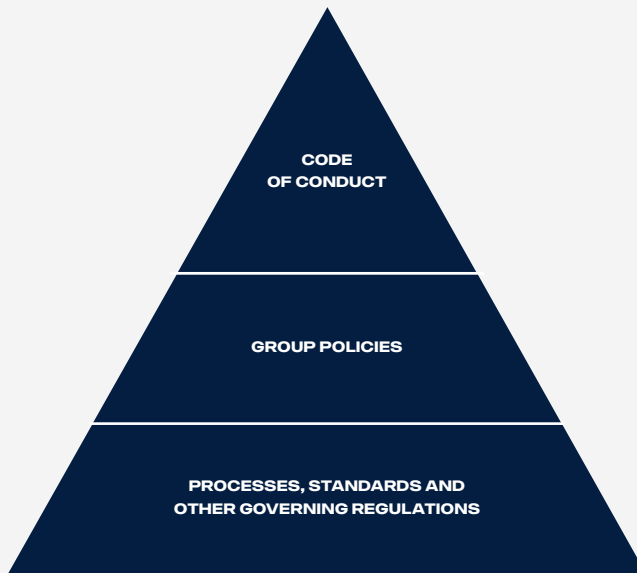 CODE
OF CONDUCT
GROUP POLICIES
PROCESSES, STANDARDS AND
OTHER GOVERNING REGULATIONS